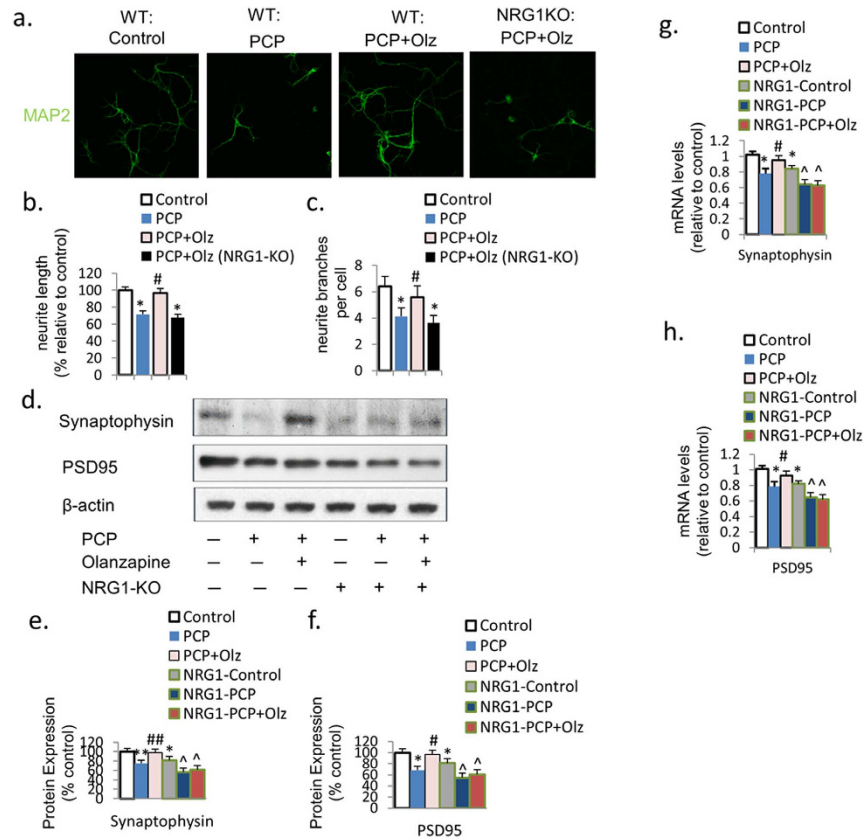 a.
WT:
Control
WT:
PCP
WT:
PCP+Olz
NRG1KO:
PCP+Olz
MAP2
b.
Control
PCP
PCP+Olz
PCP+Olz (NRG1-KO)
neurite length
(% relative to control)
120
100
80
60
40
20
0
*
#
*
c.
Control
PCP
PCP+Olz
PCP+Olz (NRG1-KO)
neurite branches
per cell
8
6
4
2
0
*
#
*
d.
Synaptophysin
PSD95
β-actin
PCP — + + — + +
Olanzapine + +
NRG1-KO — — — + + +
e.
Control
PCP
PCP+Olz
NRG1-Control
NRG1-PCP
NRG1-PCP+Olz
Protein Expression
(% control)
120
100
80
60
40
20
0
** ## * ^ ^
Synaptophysin
f.
Control
PCP
PCP+Olz
NRG1-Control
NRG1-PCP
NRG1-PCP+Olz
Protein Expression
(% control)
120
100
80
60
40
20
0
* # * ^ ^
PSD95
g.
Control
PCP
PCP+Olz
NRG1-Control
NRG1-PCP
NRG1-PCP+Olz
mRNA levels
(relative to control)
1.2
1
0.8
0.6
0.4
0.2
0
* # * ^ ^
Synaptophysin
h.
Control
PCP
PCP+Olz
NRG1-Control
NRG1-PCP
NRG1-PCP+Olz
mRNA levels
(relative to control)
1.2
1
0.8
0.6
0.4
0.2
0
* # * ^ ^
PSD95